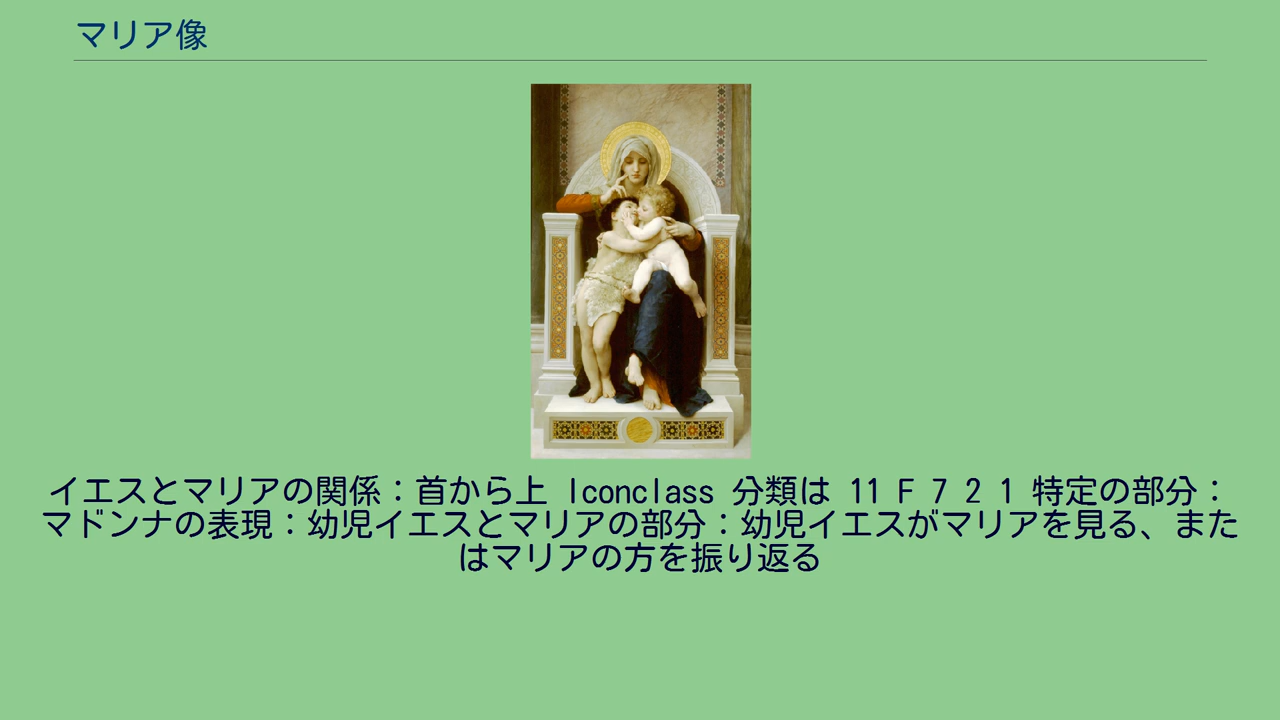 マリア像
イエスとマリアの関係：首から上 Iconclass 分類は 11 F 7 2 1 特定の部分：
マドンナの表現：幼児イエスとマリアの部分：幼児イエスがマリアを見る、また
はマリアの方を振り返る